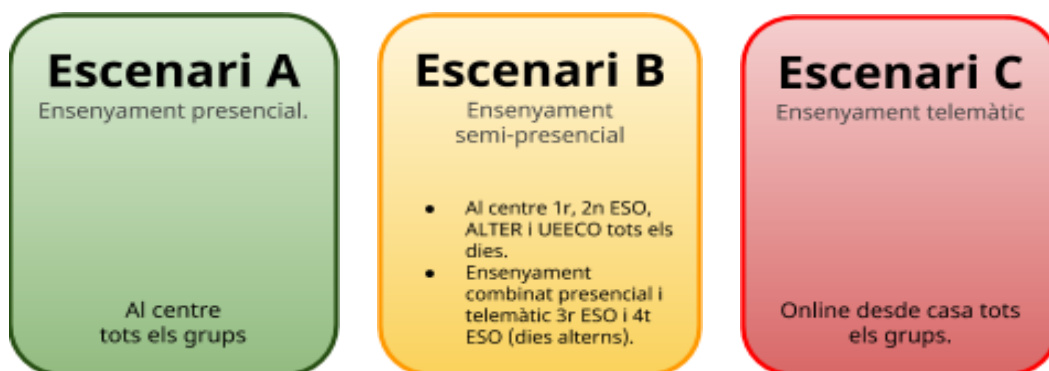 Escenari A
Ensenyament presencial.
Al centre
tots els grups
Escenari B
Ensenyament
semi-presencial
● Al centre 1r, 2n ESO,
ALTER i UEECO tots els
dies.
● Ensenyament
combinat presencial i
telemàtic 3r ESO i 4t
ESO (dies alterns).
Escenari C
Ensenyament telemàtic
Online desde casa tots
els grups.